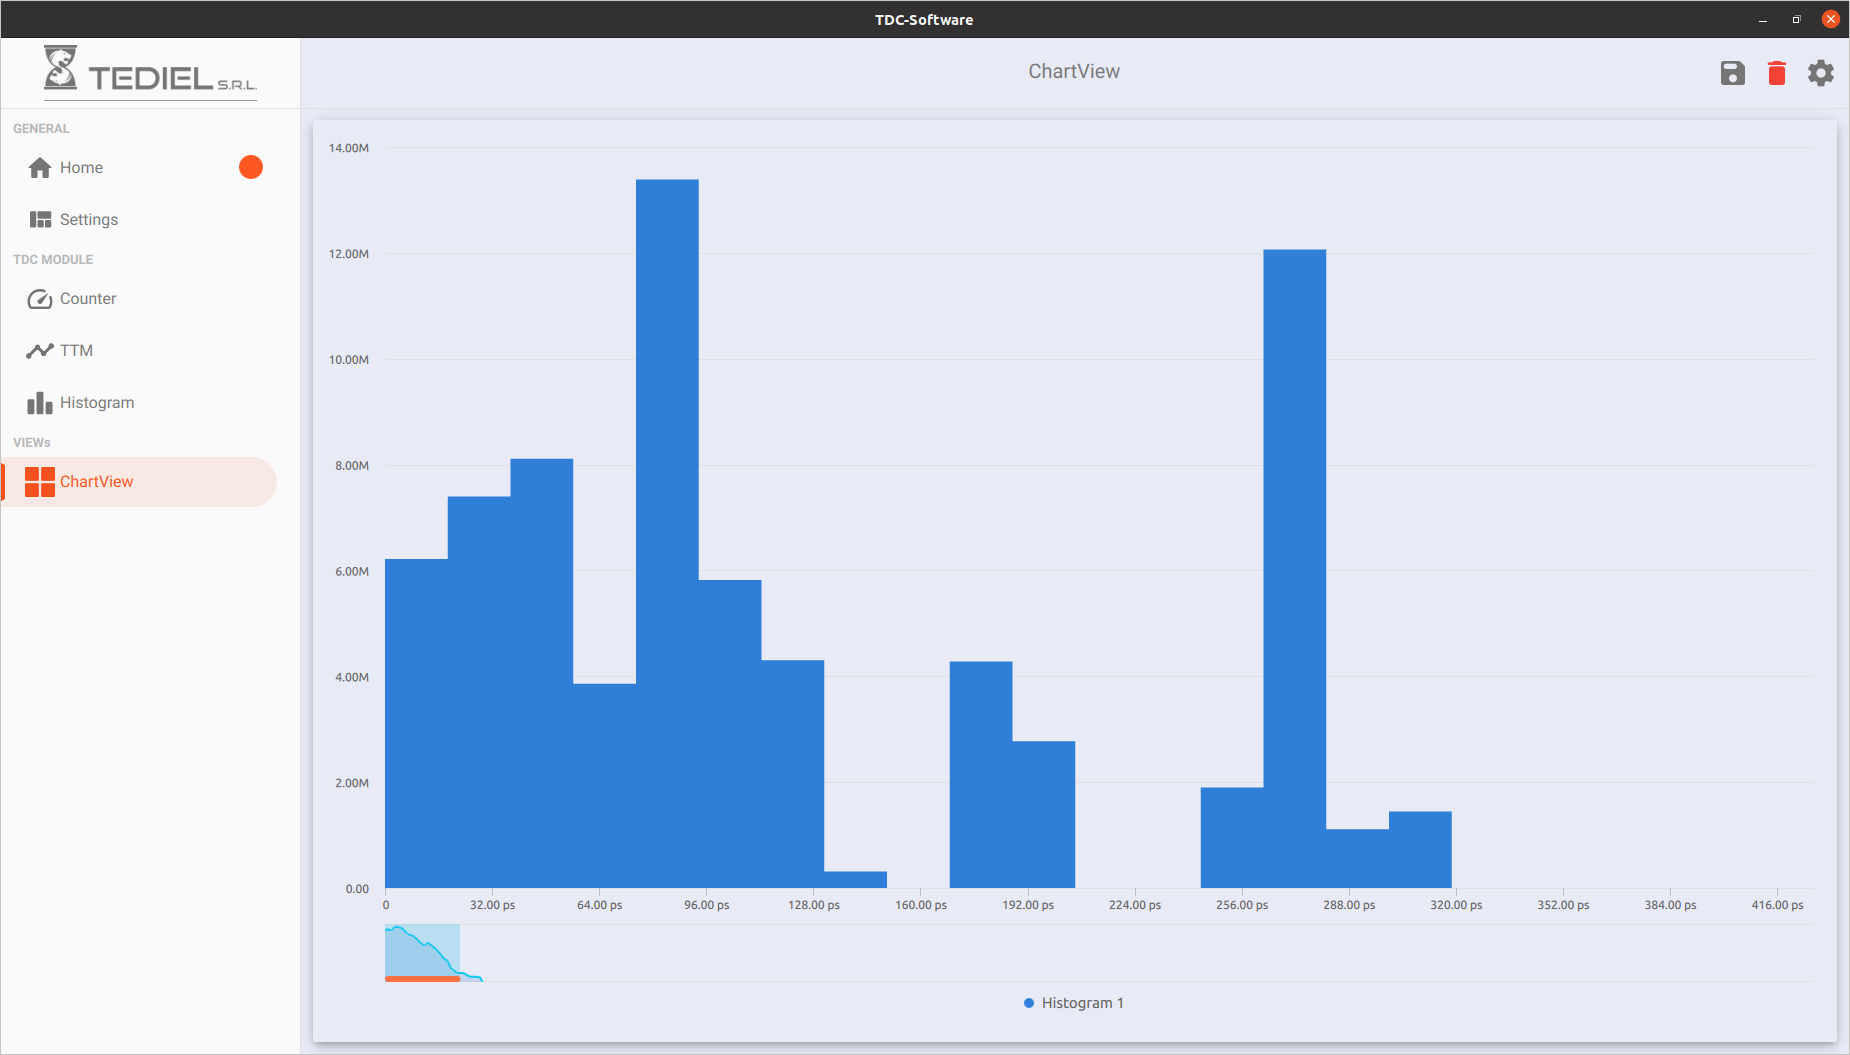 TDC-Software
TEDIEL S.R.L.
ChartView
GENERAL
Home
Settings
TDC MODULE
Counter
TTM
Histogram
VIEWs
ChartView
14.00M
12.00M
10.00M
8.00M
6.00M
4.00M
2.00M
0.00
0 32.00 ps 64.00 ps 96.00 ps 128.00 ps 160.00 ps 192.00 ps 224.00 ps 256.00 ps 288.00 ps 320.00 ps 352.00 ps 384.00 ps 416.00 ps
Histogram 1